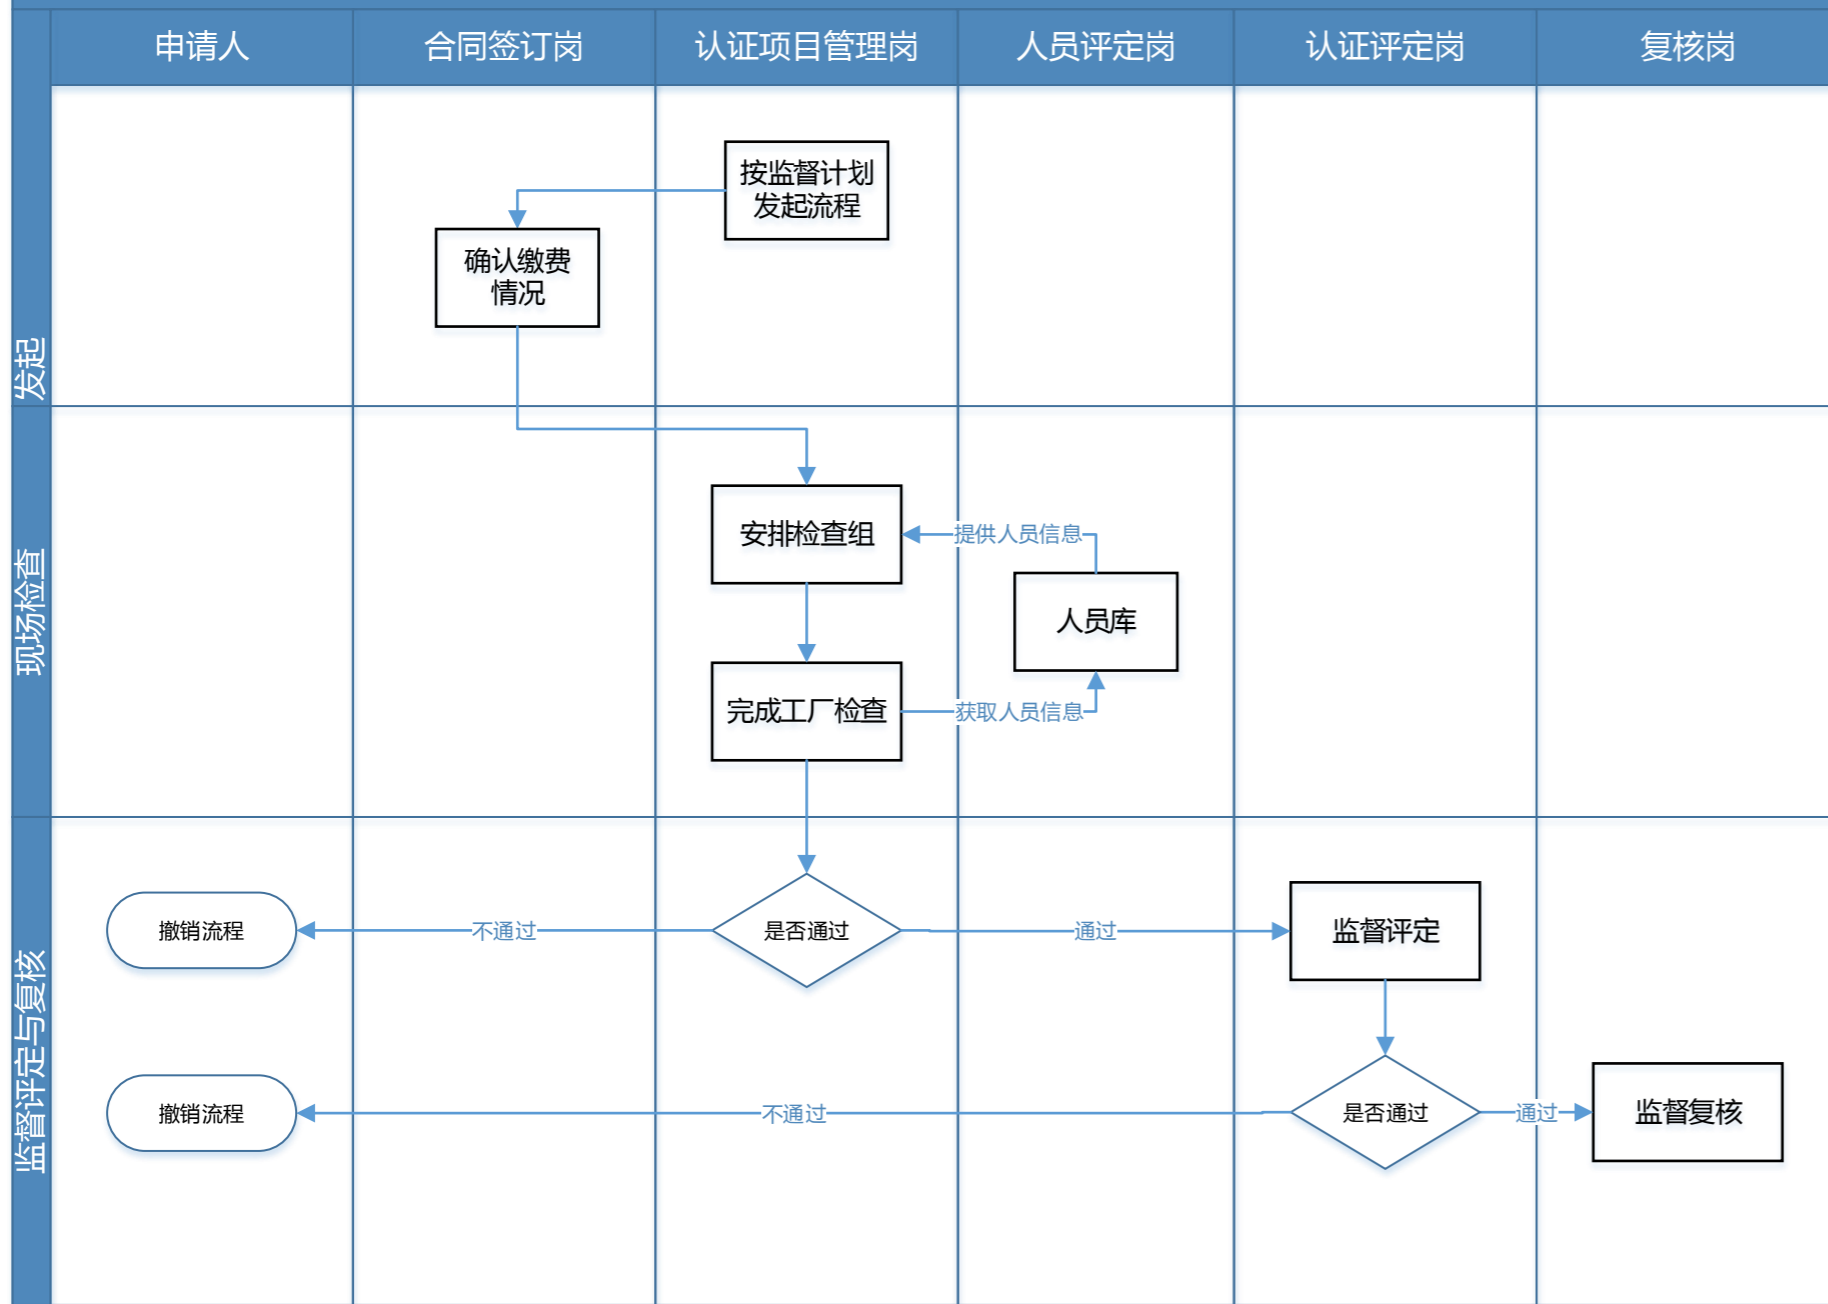 申请人
合同签订岗
认证项目管理岗
人员评定岗
认证评定岗
复核岗
发起
按监督计划
发起流程
确认缴费
情况
现场检查
安排检查组
提供人员信息
人员库
完成工厂检查
获取人员信息
监督评定与复核
撤销流程
不通过
是否通过
通过
监督评定
撤销流程
不通过
是否通过
通过
监督复核